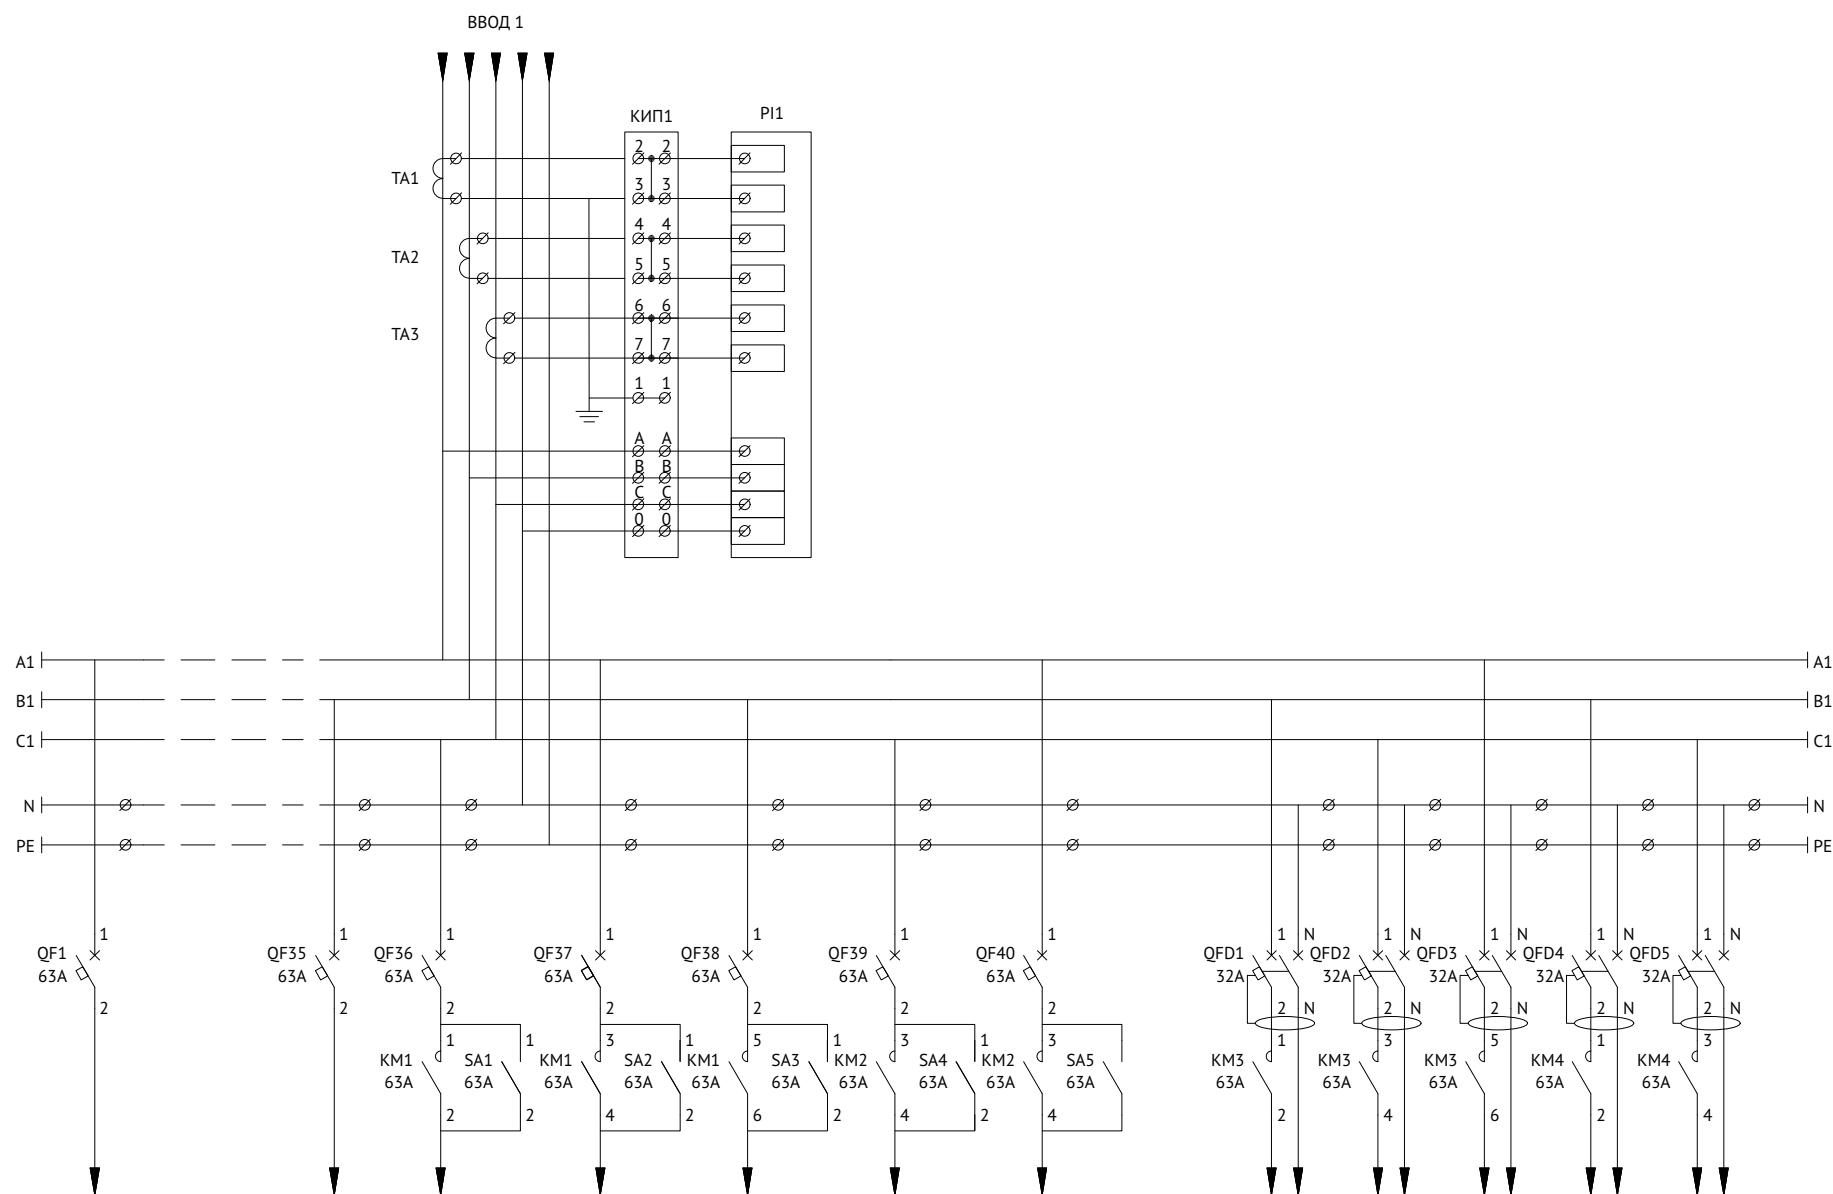 ВВОД 1
КИП1
PI1
2 2
TA1
3 3
4 4
TA2
5 5
6 6
TA3
7 7
1 1
A A
B B
C C
0 0
A1 A1
B1 B1
C1 C1
N N
PE PE
1 1 1 1 1 1 1 1 N 1 N 1 N 1 N 1 N
QF1 QF35 QF36 QF37 QF38 QF39 QF40 QFD1 QFD2 QFD3 QFD4 QFD5
63A 63A 63A 63A 63A 63A 63A 32A 32A 32A 32A 32A
2 2 2 2 2 2 2 2 N 2 N 2 N 2 N 2 N
1 1 3 1 5 1 3 1 3 1 3 5 1 3
KM1 SA1 KM1 SA2 KM1 SA3 KM2 SA4 KM2 SA5 KM3 KM3 KM3 KM4 KM4
63A 63A 63A 63A 63A 63A 63A 63A 63A 63A 63A 63A 63A 63A 63A
2 2 4 2 6 2 4 2 4 2 4 6 2 4